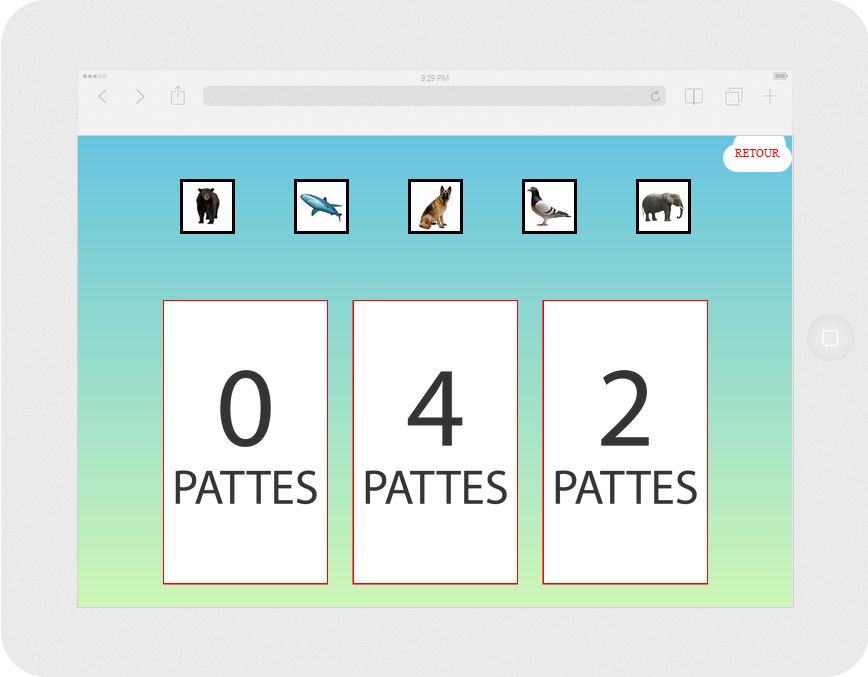 9:29 PM
RETOUR
0
PATTES
4
PATTES
2
PATTES